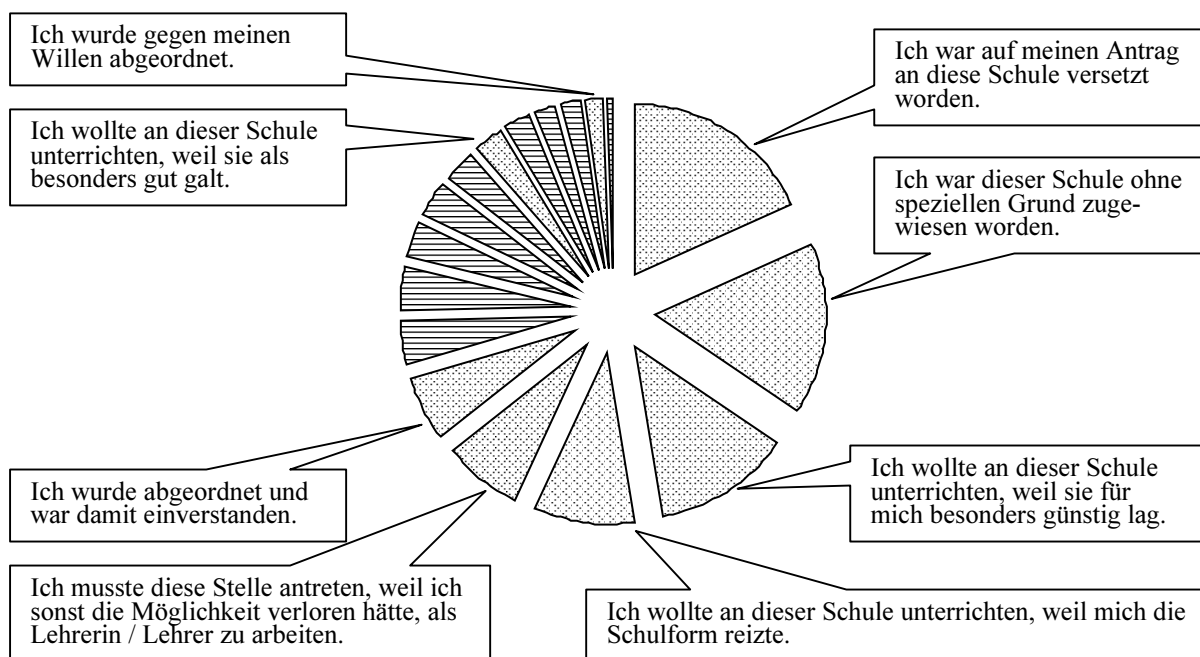 Ich wurde gegen meinen
Willen abgeordnet.
Ich war auf meinen Antrag
an diese Schule versetzt
worden.
Ich wollte an dieser Schule
unterrichten, weil sie als
besonders gut galt.
Ich war dieser Schule ohne
speziellen Grund zuge-
wiesen worden.
Ich wollte an dieser Schule
unterrichten, weil sie für
mich besonders günstig lag.
Ich wurde abgeordnet und
war damit einverstanden.
Ich musste diese Stelle antreten, weil ich
sonst die Möglichkeit verloren hätte, als
Lehrerin / Lehrer zu arbeiten.
Ich wollte an dieser Schule unterrichten, weil mich die
Schulform reizte.